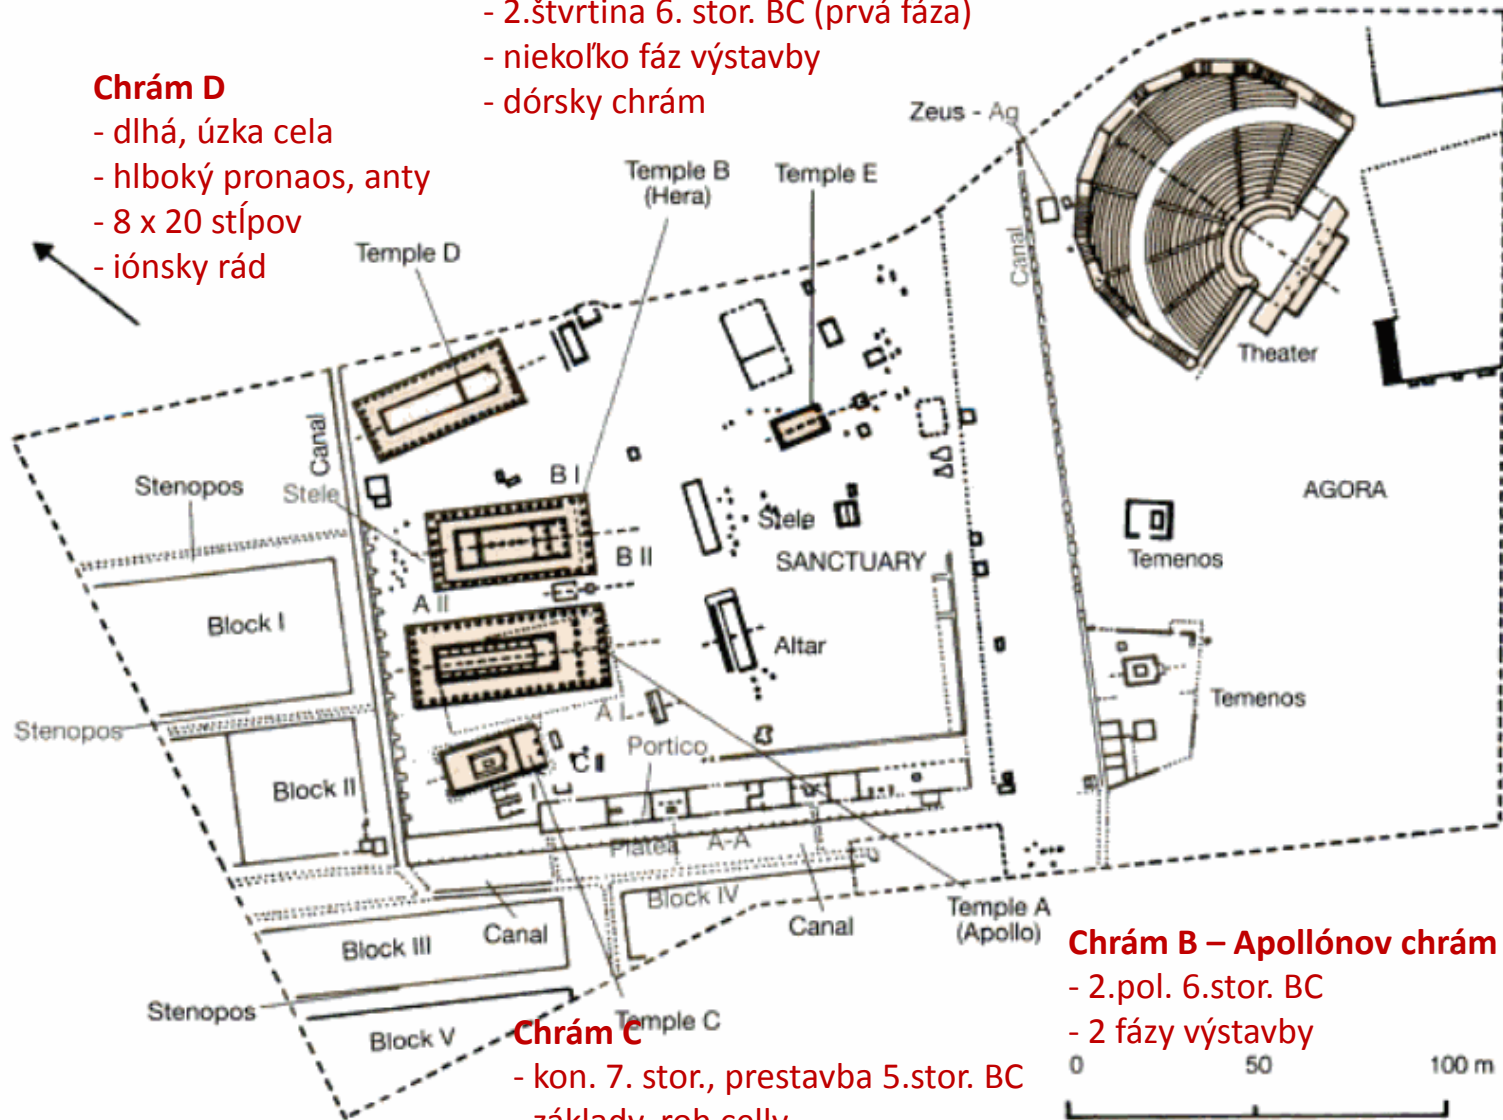 - 2.štvrtina 6. stor. BC (prvá fáza)
- niekoľko fáz výstavby
- dórsky chrám
Chrám D
- dlhá, úzka cela
- hlboký pronaos, anty
- 8 x 20 stĺpov
- iónsky rád
Zeus - Ag
Temple B
(Hera)
Temple E
Temple D
Canal
Theater
Canal
Stenopos
Stele
B I
AGORA
Stele
B II
SANCTUARY
Temenos
A II
Block I
Altar
Temenos
Stenopos
A I
Portico
C II
I
Block II
Platea
A-A
Block IV
Temple A
(Apollo)
Canal
Canal
Block III
Chrám B – Apollónov chrám
- 2.pol. 6.stor. BC
- 2 fázy výstavby
Stenopos
Temple C
Block V
Chrám C
- kon. 7. stor., prestavba 5.stor. BC
- základy, roh celly
0 50 100 m